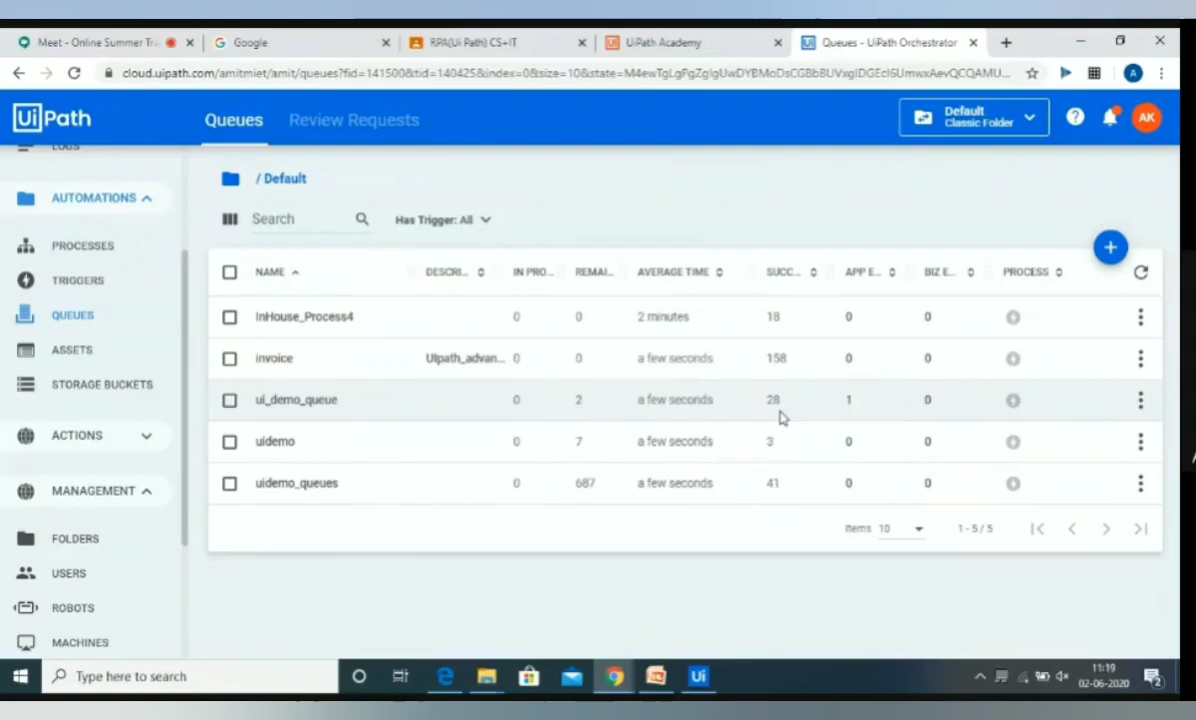 Meet - Online Summer Tr
Google
RPA(Ui Path) CS+IT
UiPath Academy
Queues - UiPath Orchestrator
cloud.uipath.com/amitmiet/amit/queues?fid=141500&tid=140425&index=0&size=10&state=
A
UiPath
Queues
Review Requests
Default
Classic Folder
?
AK
LOGS
AUTOMATIONS
PROCESSES
TRIGGERS
QUEUES
ASSETS
STORAGE BUCKETS
ACTIONS
MANAGEMENT
FOLDERS
USERS
ROBOTS
MACHINES
/ Default
Search
Has Trigger: All
+
NAME DESCRI... IN PRO... REMAI... AVERAGE TIME SUCC... APP E... BIZ E... PROCESS
InHouse_Process4 0 0 2 minutes 18 0 0
invoice UIpath_advan... 0 0 a few seconds 158 0 0
ui_demo_queue 0 2 a few seconds 28 1 0
uidemo 0 7 a few seconds 3 0 0
uidemo_queues 0 687 a few seconds 41 0 0
Items 10 1 - 5 / 5
Type here to search
Ui
11:19
02-06-2020
2